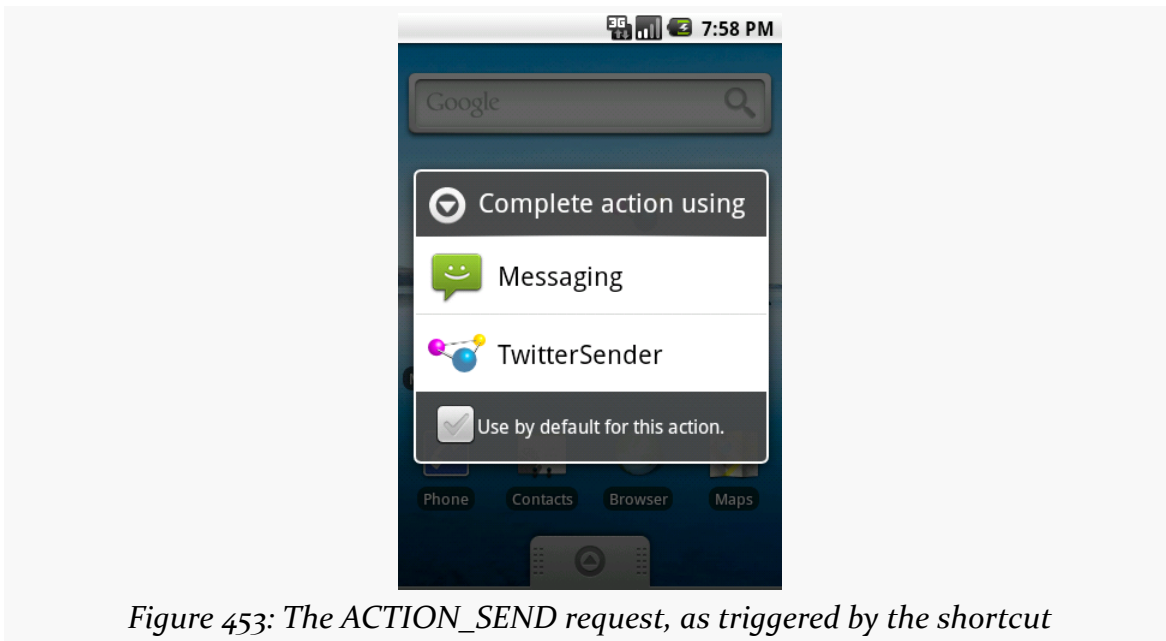 3G 7:58 PM
Google
Complete action using
Messaging
TwitterSender
Use by default for this action.
Phone Contacts Browser Maps
Figure 453: The ACTION_SEND request, as triggered by the shortcut